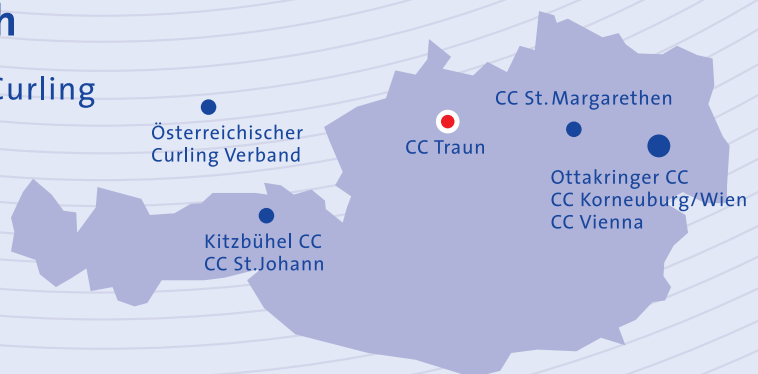 h
Curling
CC St. Margarethen
Österreichischer
Curling Verband
CC Traun
Ottakringer CC
CC Korneuburg/Wien
CC Vienna
Kitzbühel CC
CC St.Johann